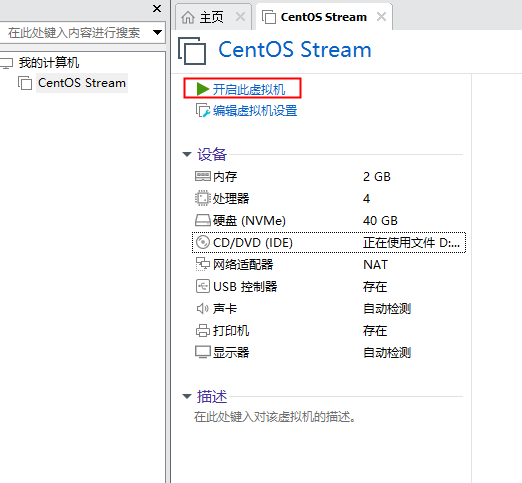 主页
CentOS Stream
在此处键入内容进行搜索
我的计算机
CentOS Stream
CentOS Stream
开启此虚拟机
编辑虚拟机设置
设备
内存 2 GB
处理器 4
硬盘 (NVMe) 40 GB
CD/DVD (IDE) 正在使用文件 D:...
网络适配器 NAT
USB 控制器 存在
声卡 自动检测
打印机 存在
显示器 自动检测
描述
在此处键入对该虚拟机的描述。